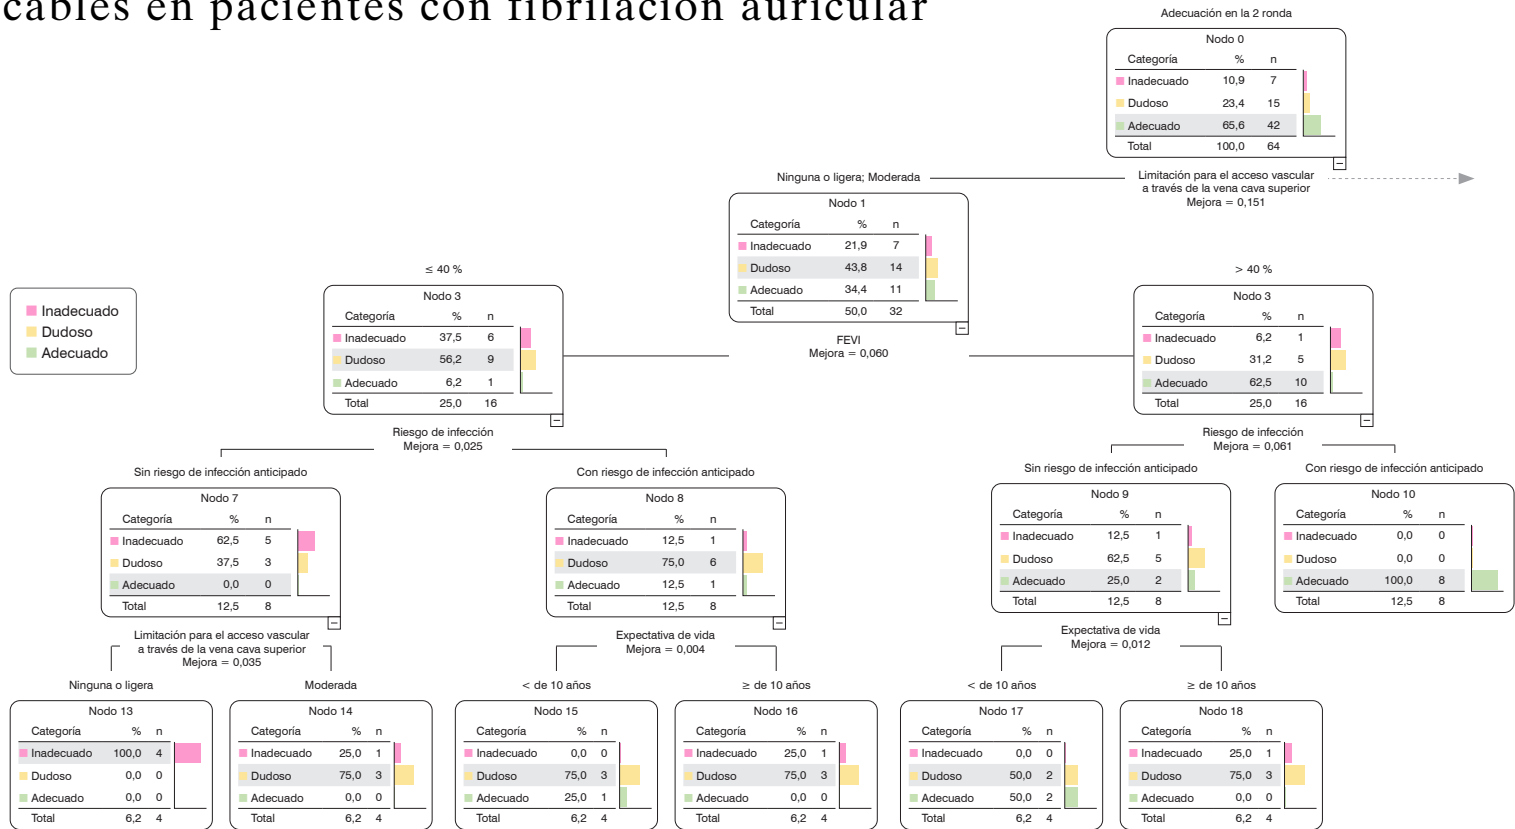 cables en pacientes con fibrilación auricular
Adecuación en la 2 ronda
Nodo 0
Categoría % n
Inadecuado 10,9 7
Dudoso 23,4 15
Adecuado 65,6 42
Total 100,0 64
Limitación para el acceso vascular
a través de la vena cava superior
Mejora = 0,151
Ninguna o ligera; Moderada
Nodo 1
Categoría % n
Inadecuado 21,9 7
Dudoso 43,8 14
Adecuado 34,4 11
Total 50,0 32
FEVI
Mejora = 0,060
Inadecuado
Dudoso
Adecuado
≤ 40 %
Nodo 3
Categoría % n
Inadecuado 37,5 6
Dudoso 56,2 9
Adecuado 6,2 1
Total 25,0 16
Riesgo de infección
Mejora = 0,025
> 40 %
Nodo 3
Categoría % n
Inadecuado 6,2 1
Dudoso 31,2 5
Adecuado 62,5 10
Total 25,0 16
Riesgo de infección
Mejora = 0,061
Sin riesgo de infección anticipado
Nodo 7
Categoría % n
Inadecuado 62,5 5
Dudoso 37,5 3
Adecuado 0,0 0
Total 12,5 8
Limitación para el acceso vascular
a través de la vena cava superior
Mejora = 0,035
Con riesgo de infección anticipado
Nodo 8
Categoría % n
Inadecuado 12,5 1
Dudoso 75,0 6
Adecuado 12,5 1
Total 12,5 8
Expectativa de vida
Mejora = 0,004
Sin riesgo de infección anticipado
Nodo 9
Categoría % n
Inadecuado 12,5 1
Dudoso 62,5 5
Adecuado 25,0 2
Total 12,5 8
Expectativa de vida
Mejora = 0,012
Con riesgo de infección anticipado
Nodo 10
Categoría % n
Inadecuado 0,0 0
Dudoso 0,0 0
Adecuado 100,0 8
Total 12,5 8
Ninguna o ligera
Nodo 13
Categoría % n
Inadecuado 100,0 4
Dudoso 0,0 0
Adecuado 0,0 0
Total 6,2 4
Moderada
Nodo 14
Categoría % n
Inadecuado 25,0 1
Dudoso 75,0 3
Adecuado 0,0 0
Total 6,2 4
< de 10 años
Nodo 15
Categoría % n
Inadecuado 0,0 0
Dudoso 75,0 3
Adecuado 25,0 1
Total 6,2 4
≥ de 10 años
Nodo 16
Categoría % n
Inadecuado 25,0 1
Dudoso 75,0 3
Adecuado 0,0 0
Total 6,2 4
< de 10 años
Nodo 17
Categoría % n
Inadecuado 0,0 0
Dudoso 50,0 2
Adecuado 50,0 2
Total 6,2 4
≥ de 10 años
Nodo 18
Categoría % n
Inadecuado 25,0 1
Dudoso 75,0 3
Adecuado 0,0 0
Total 6,2 4